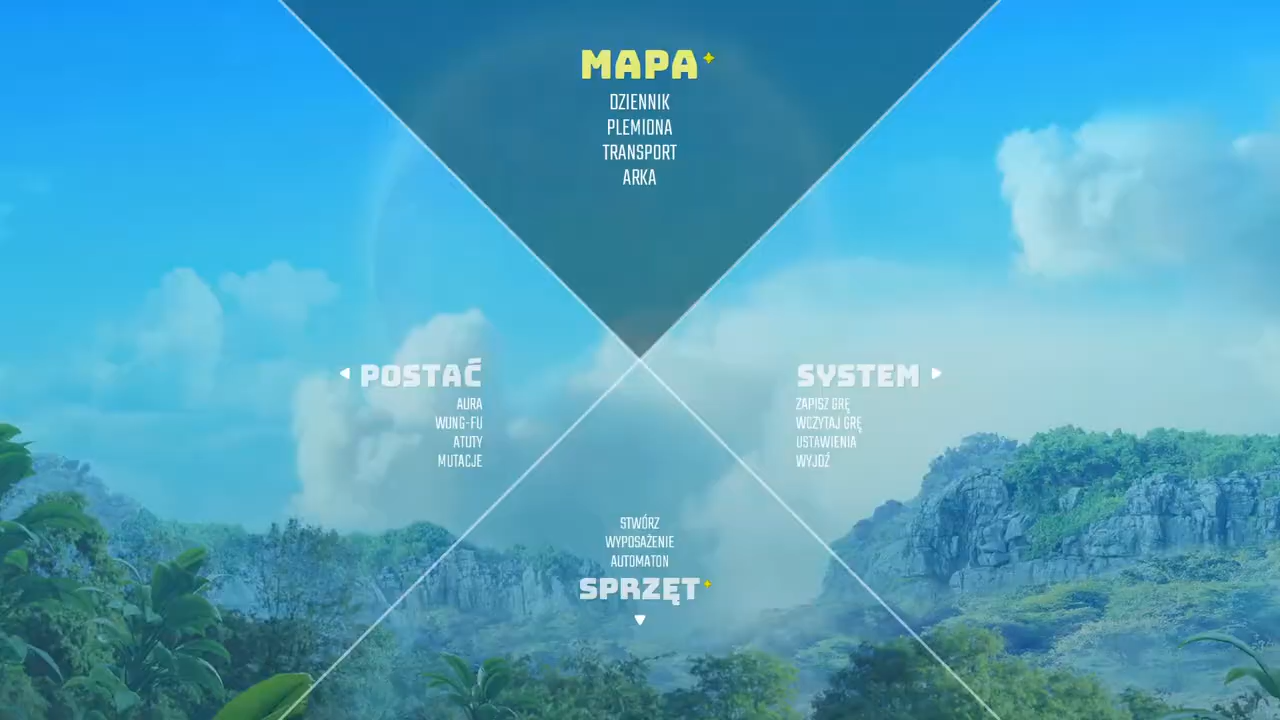 MAPA
DZIENNIK
PLEMIONA
TRANSPORT
ARKA
POSTAĆ
AURA
WUNG-FU
ATUTY
MUTACJE
SYSTEM
ZAPISZ GRĘ
WCZYTAJ GRĘ
USTAWIENIA
WYJDŹ
STWÓRZ
WYPOSAŻENIE
AUTOMATON
SPRZĘT